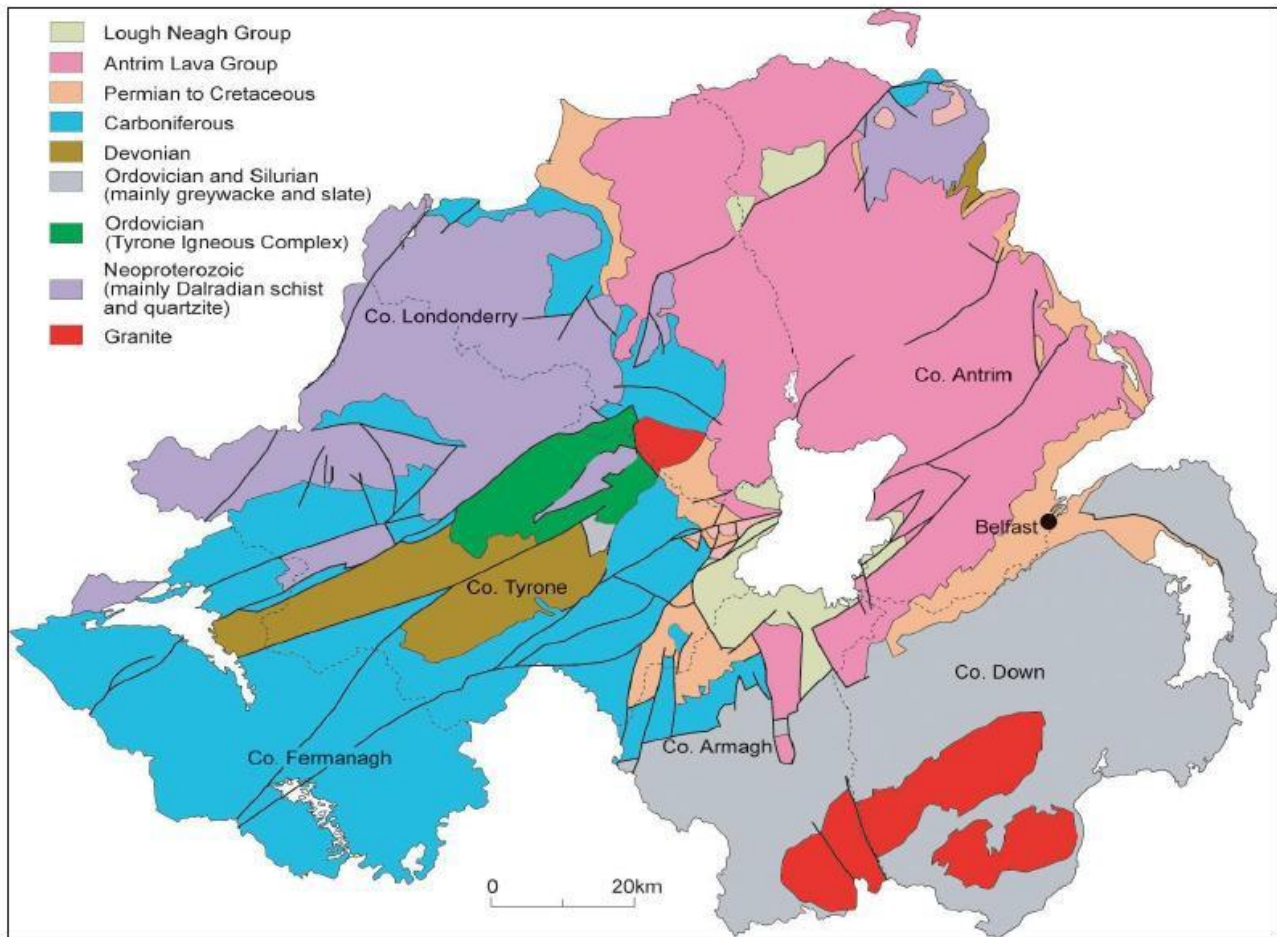 Lough Neagh Group
Antrim Lava Group
Permian to Cretaceous
Carboniferous
Devonian
Ordovician and Silurian
(mainly greywacke and slate)
Ordovician
(Tyrone Igneous Complex)
Neoproterozoic
(mainly Dalradian schist
and quartzite)
Granite
Co. Londonderry
Co. Antrim
Belfast
Co. Tyrone
Co. Down
Co. Armagh
Co. Fermanagh
0 20km